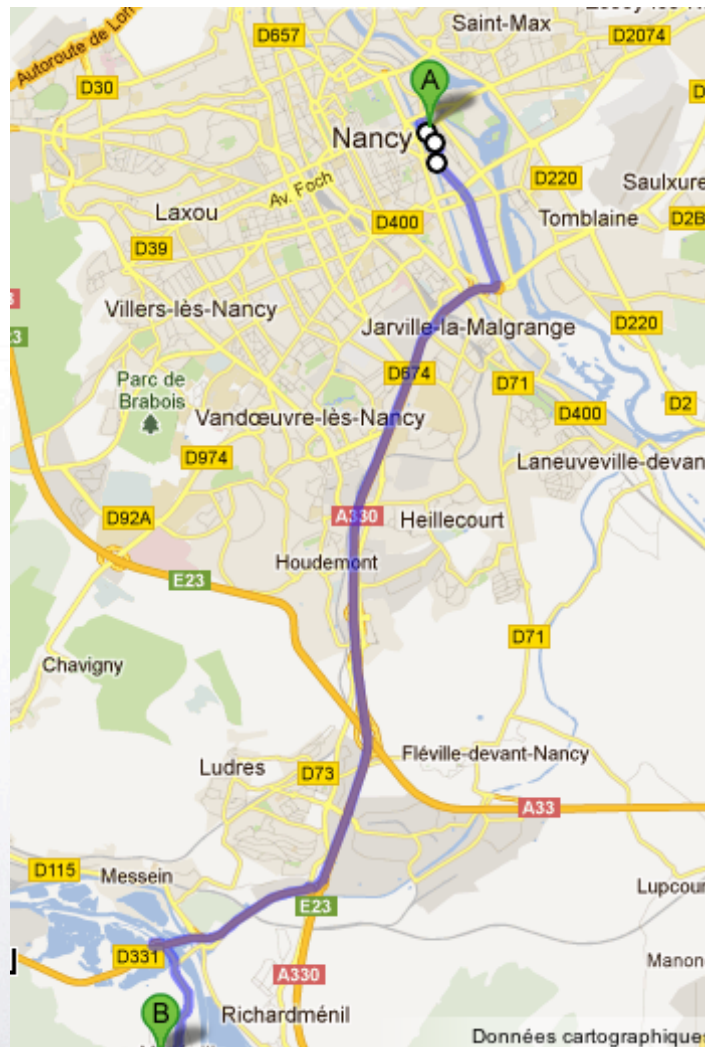 Saint-Max
D657
D2074
Autoroute de Lor
D30
A
Nancy
Av. Foch
D220
Saulxure
Laxou
D400
Tomblaine
D2B
D39
Villers-lès-Nancy
D220
Jarville-la-Malgrange
Parc de
Brabois
D674
D71
D2
Vandœuvre-lès-Nancy
D400
D974
Laneuveville-devan
D92A
A330
Heillecourt
Houdemont
E23
D71
Chavigny
Fléville-devant-Nancy
Ludres
D73
A33
D115
Messein
Lupcour
E23
D331
Manon
A330
B
Richardménil
Données cartographiques